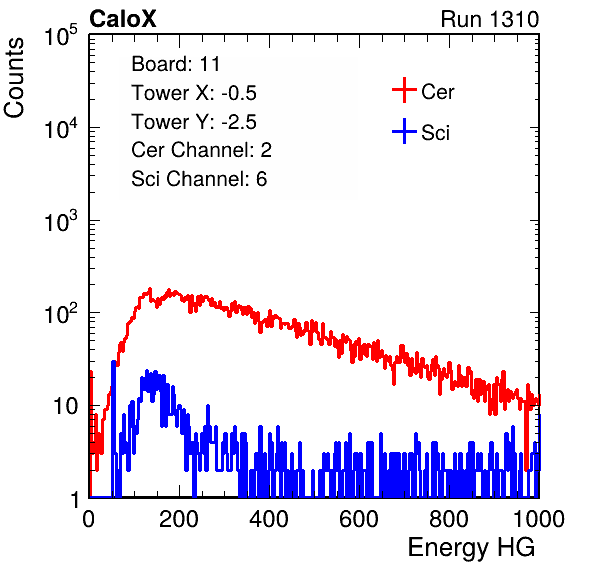 CaloX Run 1310
Counts
10^5
10^4
10^3
10^2
10
1
Board: 11
Tower X: -0.5
Tower Y: -2.5
Cer Channel: 2
Sci Channel: 6
Cer
Sci
0 200 400 600 800 1000
Energy HG